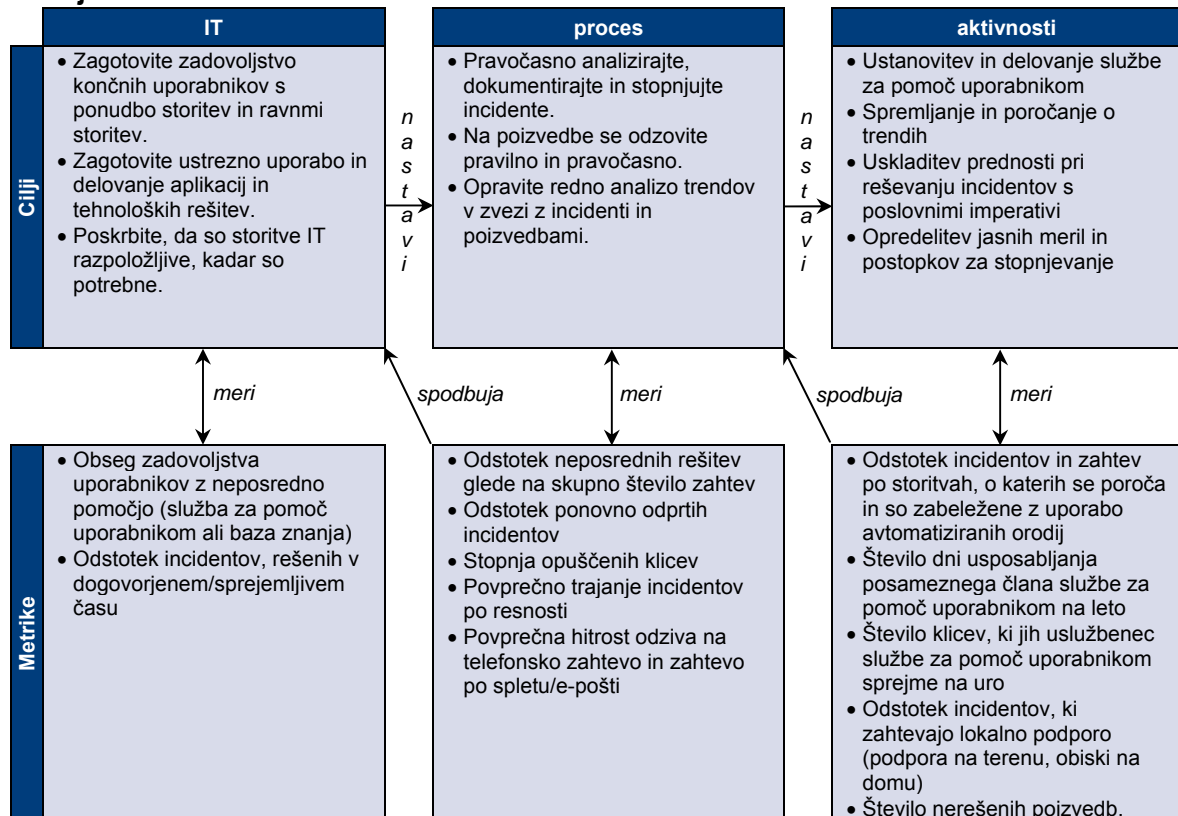 IT
proces
aktivnosti
Cilji
• Zagotovite zadovoljstvo
končnih uporabnikov s
ponudbo storitev in ravnmi
storitev.
• Zagotovite ustrezno uporabo in
delovanje aplikacij in
tehnoloških rešitev.
• Poskrbite, da so storitve IT
razpoložljive, kadar so
potrebne.
nastavi
• Pravočasno analizirajte,
dokumentirajte in stopnjujte
incidente.
• Na poizvedbe se odzovite
pravilno in pravočasno.
• Opravite redno analizo trendov
v zvezi z incidenti in
poizvedbami.
nastavi
• Ustanovitev in delovanje službe
za pomoč uporabnikom
• Spremljanje in poročanje o
trendih
• Uskladitev prednosti pri
reševanju incidentov s
poslovnimi imperativi
• Opredelitev jasnih meril in
postopkov za stopnjevanje
meri
spodbuja
meri
spodbuja
meri
Metrike
• Obseg zadovoljstva
uporabnikov z neposredno
pomočjo (služba za pomoč
uporabnikom ali baza znanja)
• Odstotek incidentov, rešenih v
dogovorjenem/sprejemljivem
času
• Odstotek neposrednih rešitev
glede na skupno število zahtev
• Odstotek ponovno odprtih
incidentov
• Stopnja opuščenih klicev
• Povprečno trajanje incidentov
po resnosti
• Povprečna hitrost odziva na
telefonsko zahtevo in zahtevo
po spletu/e-pošti
• Odstotek incidentov in zahtev
po storitvah, o katerih se poroča
in so zabeležene z uporabo
avtomatiziranih orodij
• Število dni usposabljanja
posameznega člana službe za
pomoč uporabnikom na leto
• Število klicev, ki jih uslužbenec
službe za pomoč uporabnikom
sprejme na uro
• Odstotek incidentov, ki
zahtevajo lokalno podporo
(podpora na terenu, obiski na
domu)
• Število nerešenih poizvedb.